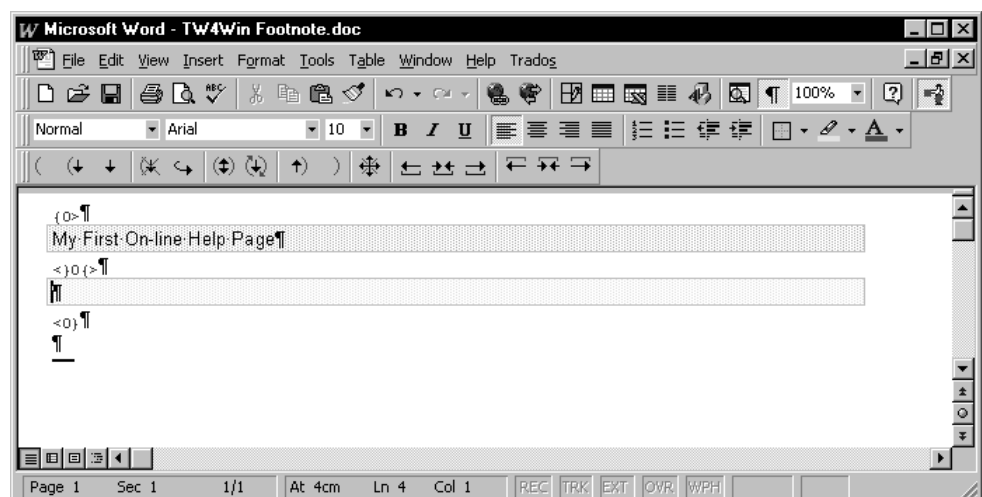 Microsoft Word - TW4Win Footnote.doc
File Edit View Insert Format Tools Table Window Help Trados
100%
Normal Arial 10 B I U A
{0>¶
My·First·On-line·Help·Page¶
<}0{>¶
¶
<0}¶
¶
Page 1 Sec 1 1/1 At 4cm Ln 4 Col 1 REC TRK EXT OVR WPH